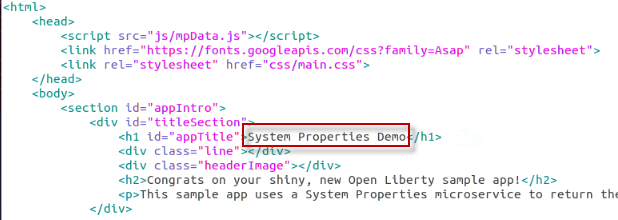 <html>
<head>
<script src="js/mpData.js"></script>
<link href="https://fonts.googleapis.com/css?family=Asap" rel="stylesheet">
<link rel="stylesheet" href="css/main.css">
</head>
<body>
<section id="appIntro">
<div id="titleSection">
<h1 id="appTitle">System Properties Demo</h1>
<div class="line"></div>
<div class="headerImage"></div>
<h2>Congrats on your shiny, new Open Liberty sample app!</h2>
<p>This sample app uses a System Properties microservice to return the
</div>